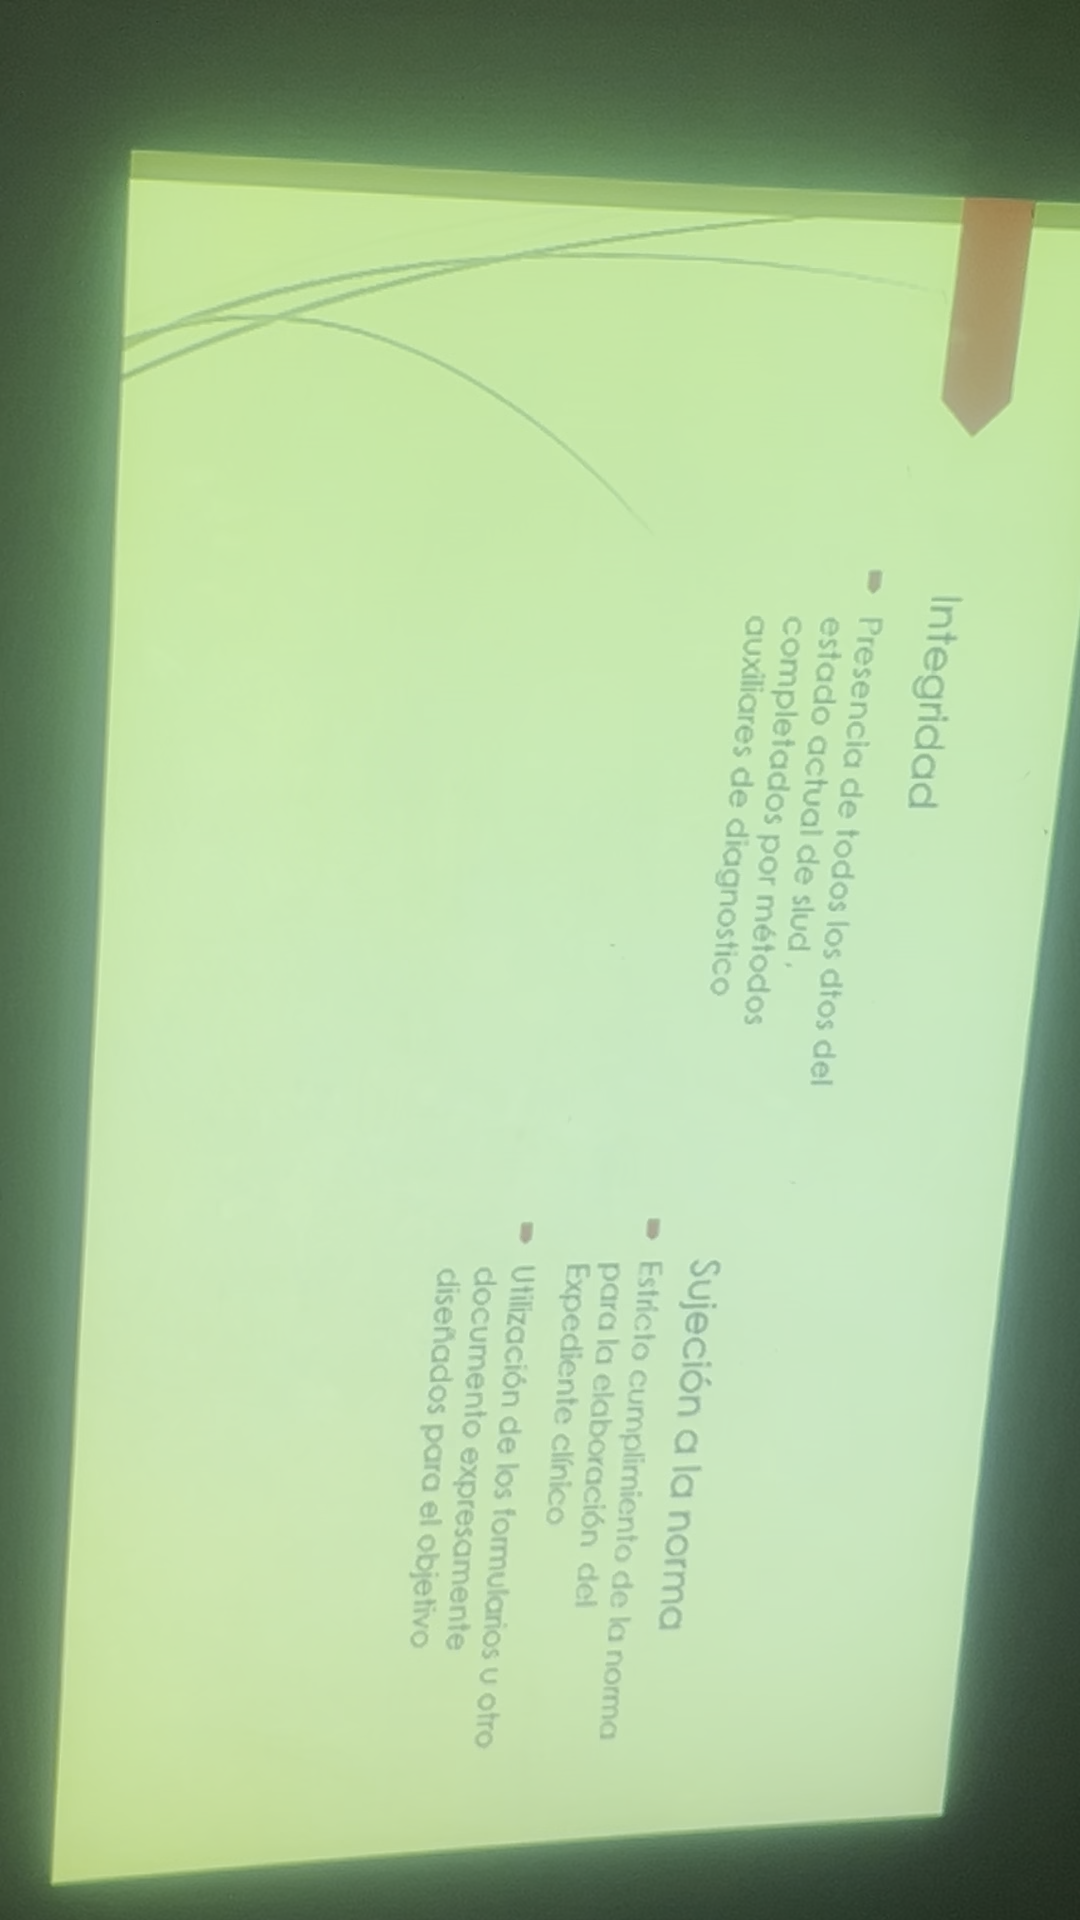 Integridad
Presencia de todos los dtos del
estado actual de slud ,
completados por métodos
auxiliares de diagnostico
Sujeción a la norma
Estricto cumplimiento de la norma
para la elaboración del
Expediente clínico
Utilización de los formularios u otro
documento expresamente
diseñados para el objetivo